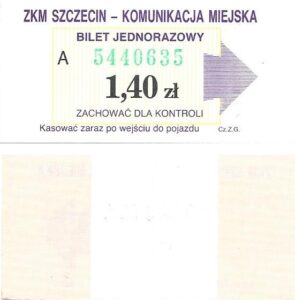 ZKM SZCZECIN - KOMUNIKACJA MIEJSKA
BILET JEDNORAZOWY
A 5440635
1,40 zł
ZACHOWAĆ DLA KONTROLI
Kasować zaraz po wejściu do pojazdu Cz.Z.G.